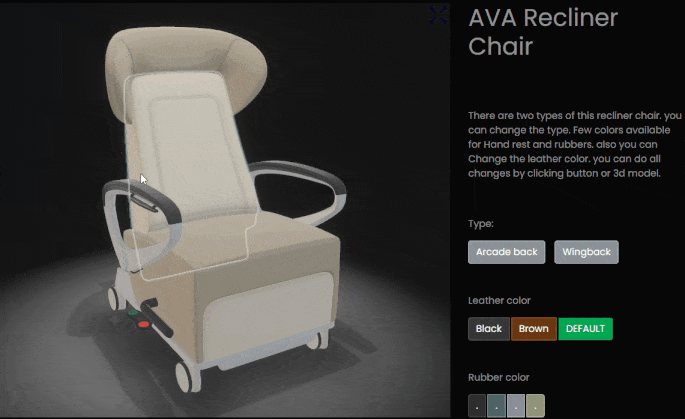 AVA Recliner
Chair
There are two types of this recliner chair. you
can change the type. Few colors available
for Hand rest and rubbers. also you can
Change the leather color. you can do all
changes by clicking button or 3d model.
Type:
Arcade back Wingback
Leather color
Black Brown DEFAULT
Rubber color